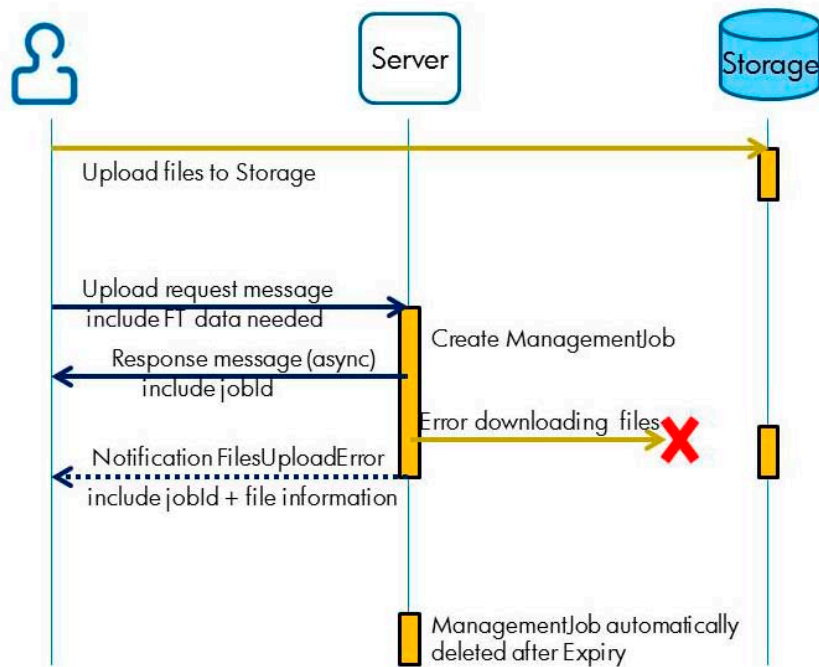 Server
Storage
Upload files to Storage
Upload request message
include FT data needed
Create ManagementJob
Response message (async)
include jobId
Error downloading files
Notification FilesUploadError
include jobId + file information
ManagementJob automatically
deleted after Expiry